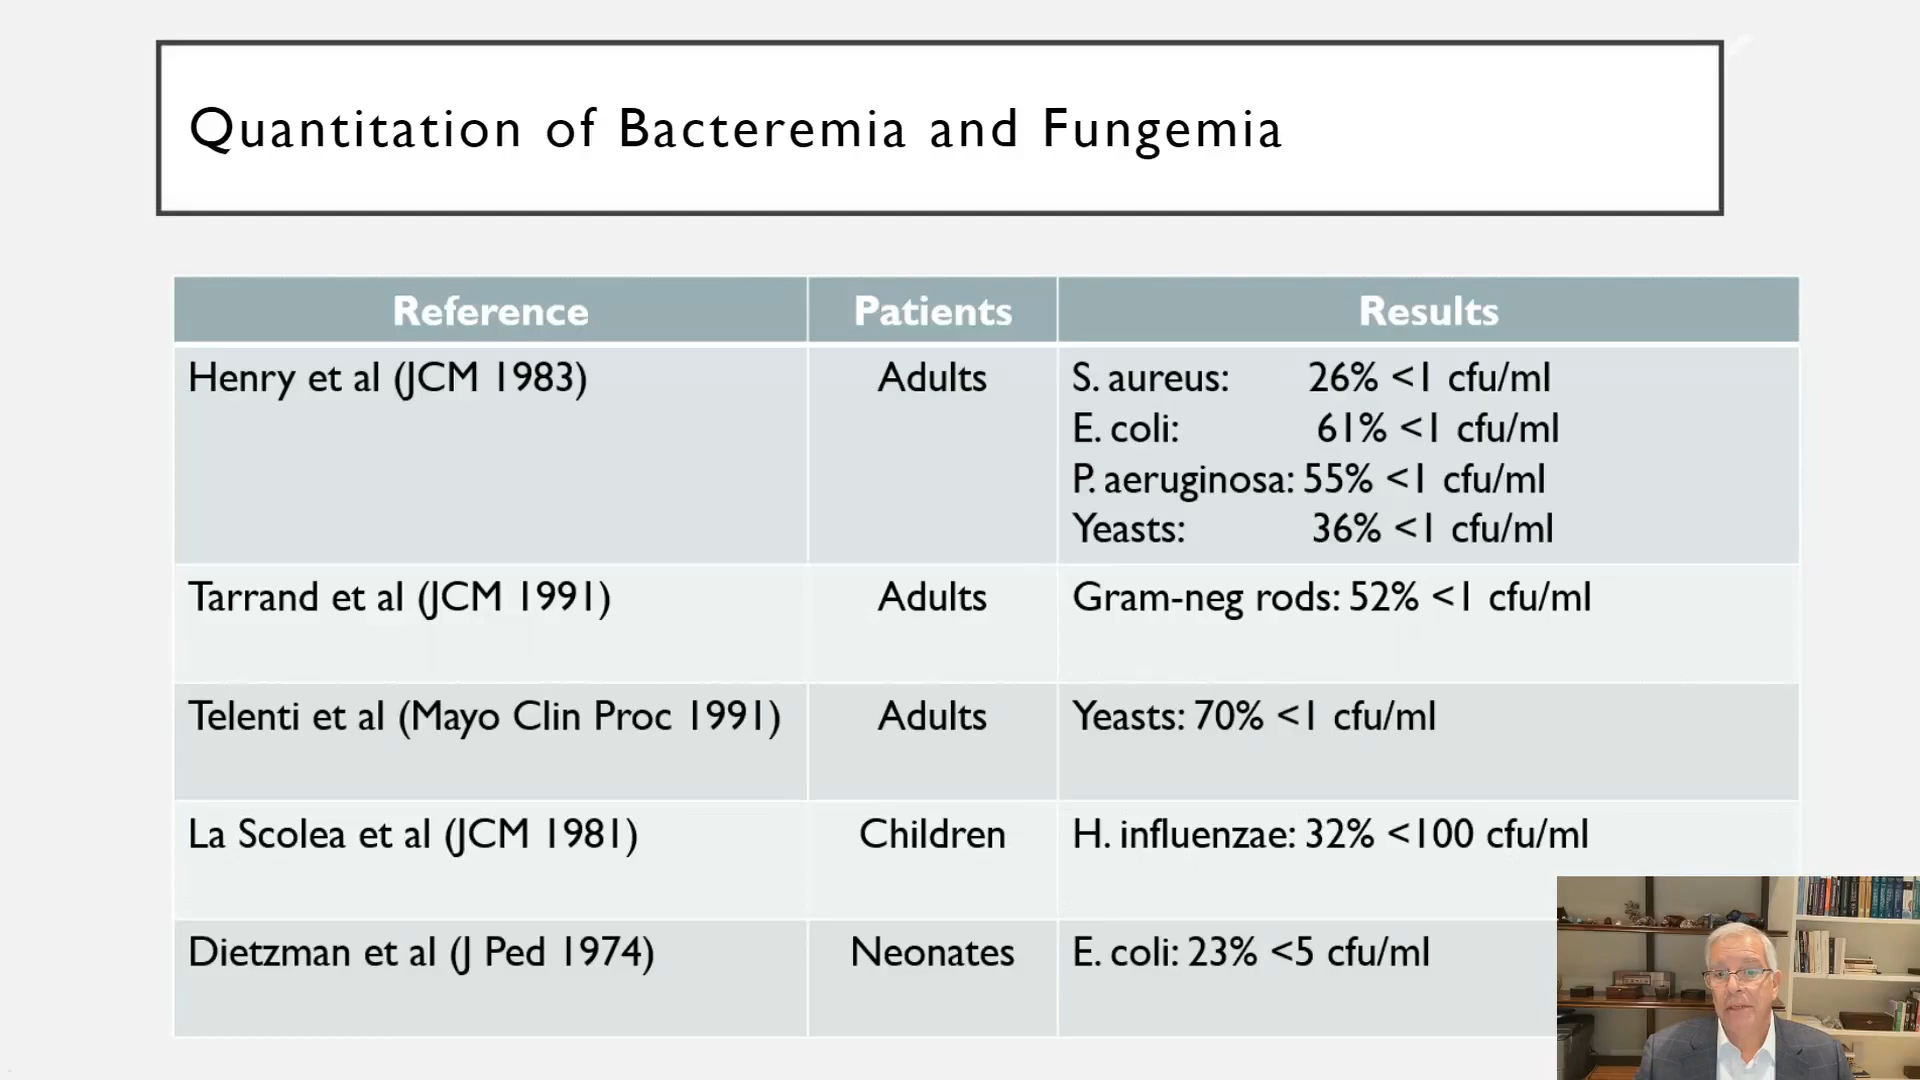 Quantitation of Bacteremia and Fungemia
Reference Patients Results
Henry et al (JCM 1983) Adults S. aureus: 26% <1 cfu/ml
E. coli: 61% <1 cfu/ml
P. aeruginosa: 55% <1 cfu/ml
Yeasts: 36% <1 cfu/ml
Tarrand et al (JCM 1991) Adults Gram-neg rods: 52% <1 cfu/ml
Telenti et al (Mayo Clin Proc 1991) Adults Yeasts: 70% <1 cfu/ml
La Scolea et al (JCM 1981) Children H. influenzae: 32% <100 cfu/ml
Dietzman et al (J Ped 1974) Neonates E. coli: 23% <5 cfu/ml